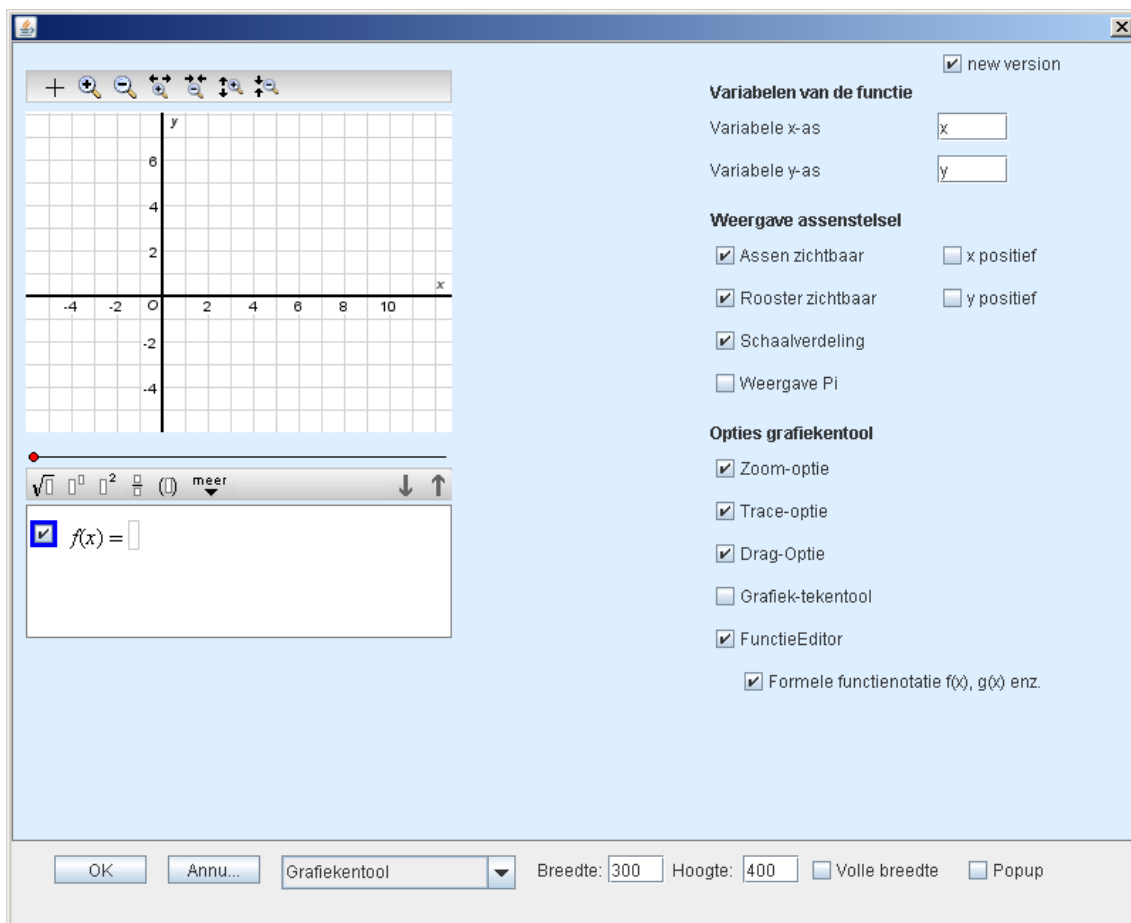 new version
Variabelen van de functie
Variabele x-as x
Variabele y-as y
Weergave assenstelsel
Assen zichtbaar x positief
Rooster zichtbaar y positief
Schaalverdeling
Weergave Pi
Opties grafiekentool
Zoom-optie
Trace-optie
Drag-Optie
Grafiek-tekentool
FunctieEditor
Formele functienotatie f(x), g(x) enz.
y
6
4
2
x
-4 -2 O 2 4 6 8 10
-2
-4
√▯ ▯▯ ▯² ▯/▯ (▯) meer
f(x) =
OK Annu... Grafiekentool Breedte: 300 Hoogte: 400 Volle breedte Popup